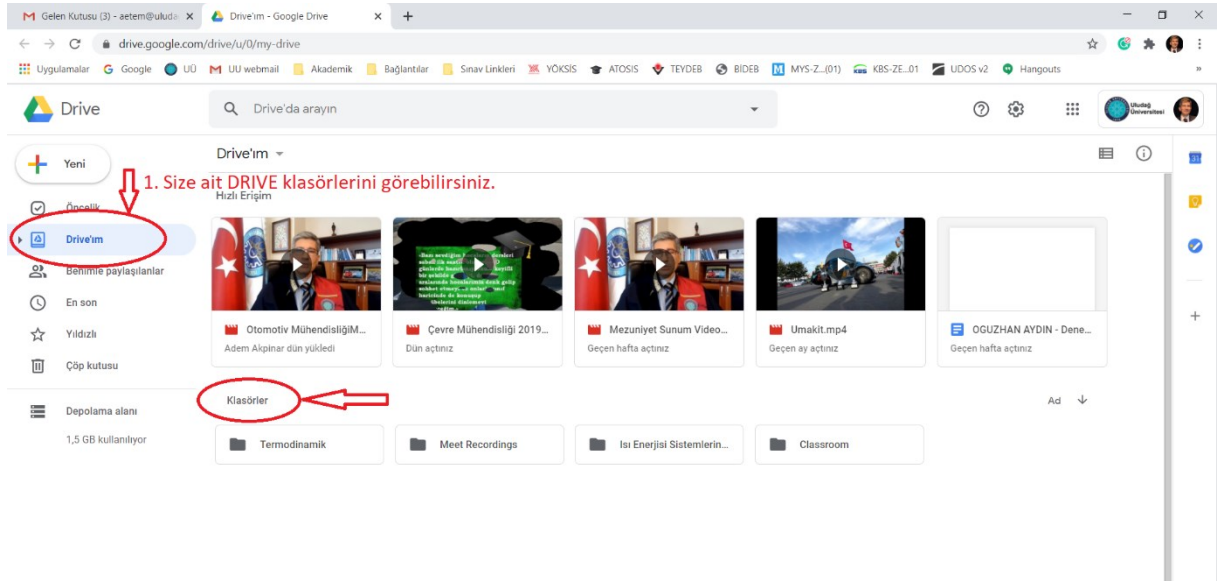 Gelen Kutusu (3) - aetem@uluda
Drive'ım - Google Drive
drive.google.com/drive/u/0/my-drive
Uygulamalar Google UÜ UU webmail Akademik Bağlantılar Sınav Linkleri YÖKSİS ATOSIS TEYDEB BİDEB MYS-Z...(01) KBS-ZE...01 UDOS v2 Hangouts »
Drive
Drive'da arayın
Uludağ
Üniversitesi
Yeni
Drive'ım
1. Size ait DRIVE klasörlerini görebilirsiniz.
Öncelik
Drive'ım
Benimle paylaşılanlar
En son
Yıldızlı
Çöp kutusu
Depolama alanı
1,5 GB kullanılıyor
Hızlı Erişim
Otomotiv MühendisliğiM...
Adem Akpinar dün yükledi
Çevre Mühendisliği 2019...
Dün açtınız
Mezuniyet Sunum Video...
Geçen hafta açtınız
Umakit.mp4
Geçen ay açtınız
OGUZHAN AYDIN - Dene...
Geçen hafta açtınız
Klasörler
Ad
Termodinamik
Meet Recordings
Isı Enerjisi Sistemlerin...
Classroom
31